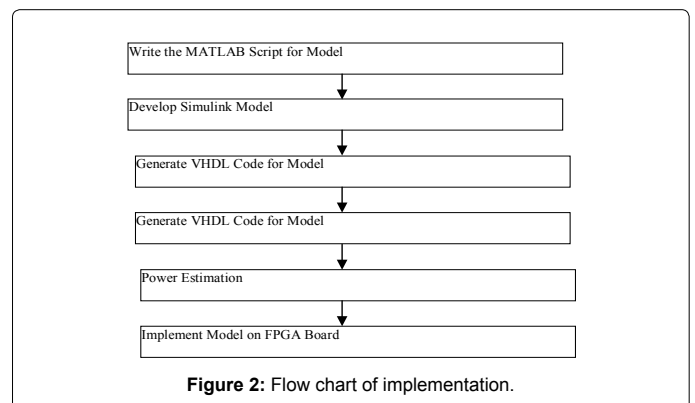 Write the MATLAB Script for Model
Develop Simulink Model
Generate VHDL Code for Model
Generate VHDL Code for Model
Power Estimation
Implement Model on FPGA Board
Figure 2: Flow chart of implementation.